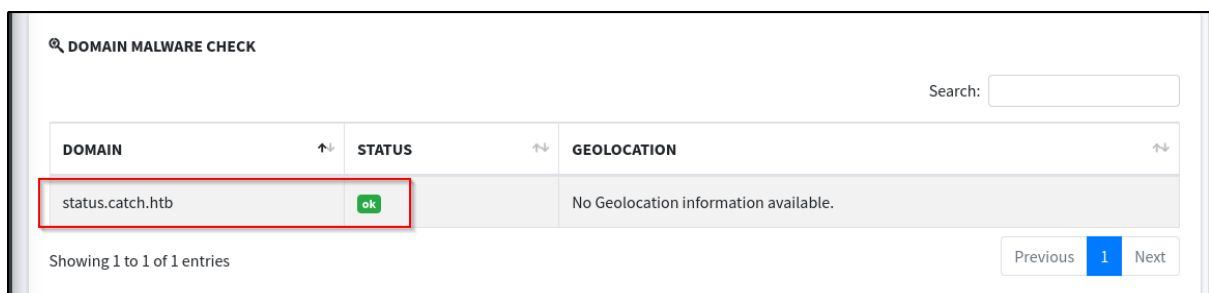 DOMAIN MALWARE CHECK
Search:
DOMAIN STATUS GEOLOCATION
status.catch.htb ok No Geolocation information available.
Showing 1 to 1 of 1 entries Previous 1 Next